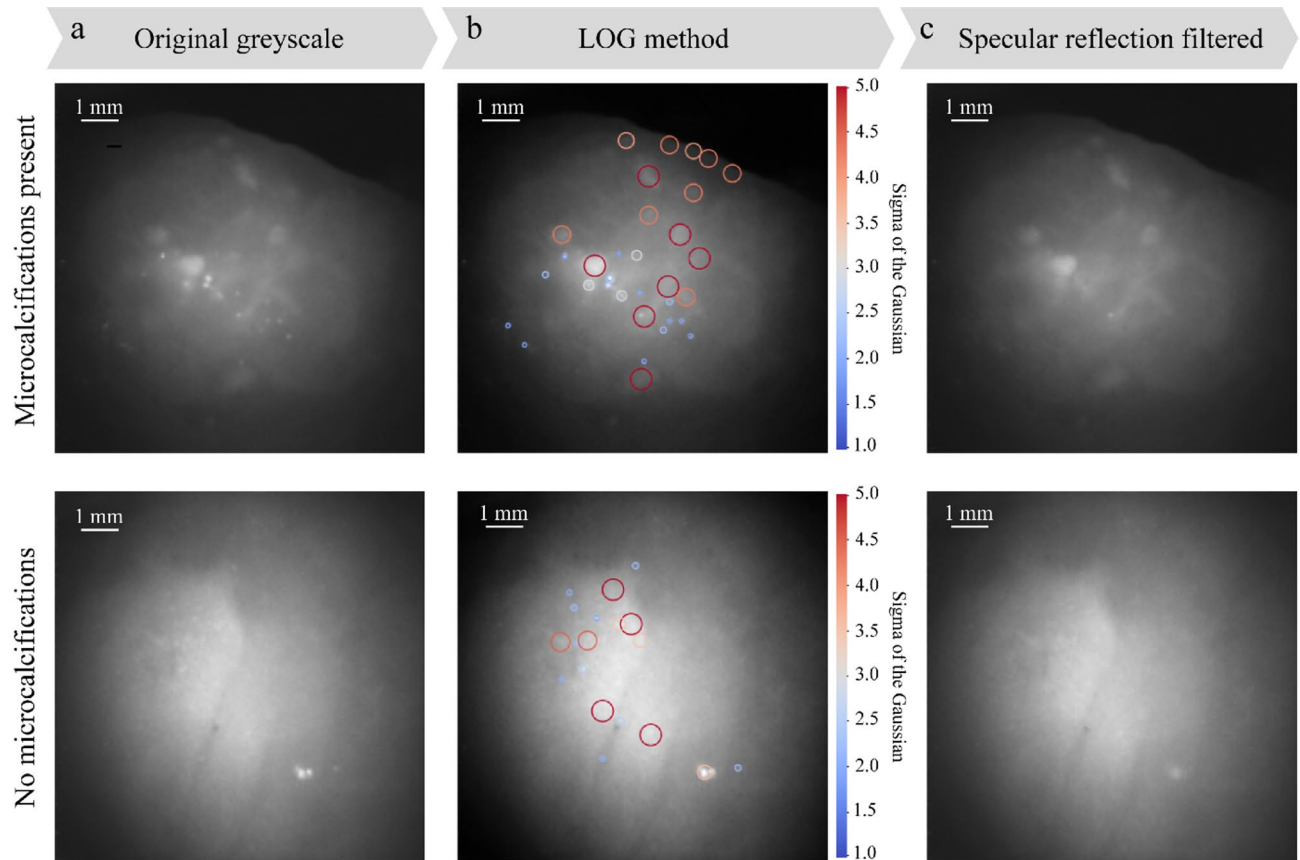 a Original greyscale
b LOG method
c Specular reflection filtered
Microcalcifications present
1 mm
1 mm
5.0
4.5
4.0
3.5
3.0
2.5
2.0
1.5
1.0
Sigma of the Gaussian
1 mm
No microcalcifications
1 mm
1 mm
5.0
4.5
4.0
3.5
3.0
2.5
2.0
1.5
1.0
Sigma of the Gaussian
1 mm